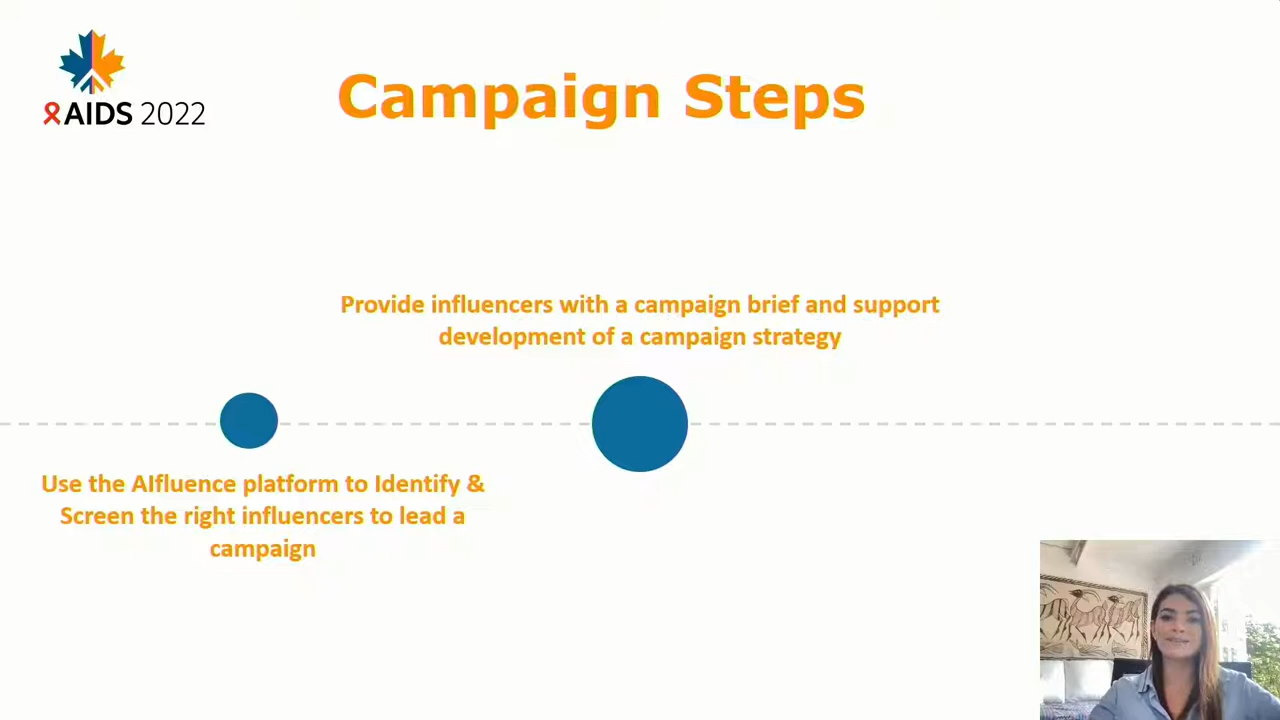 AIDS 2022
Campaign Steps
Provide influencers with a campaign brief and support
development of a campaign strategy
Use the AIfluence platform to Identify &
Screen the right influencers to lead a
campaign